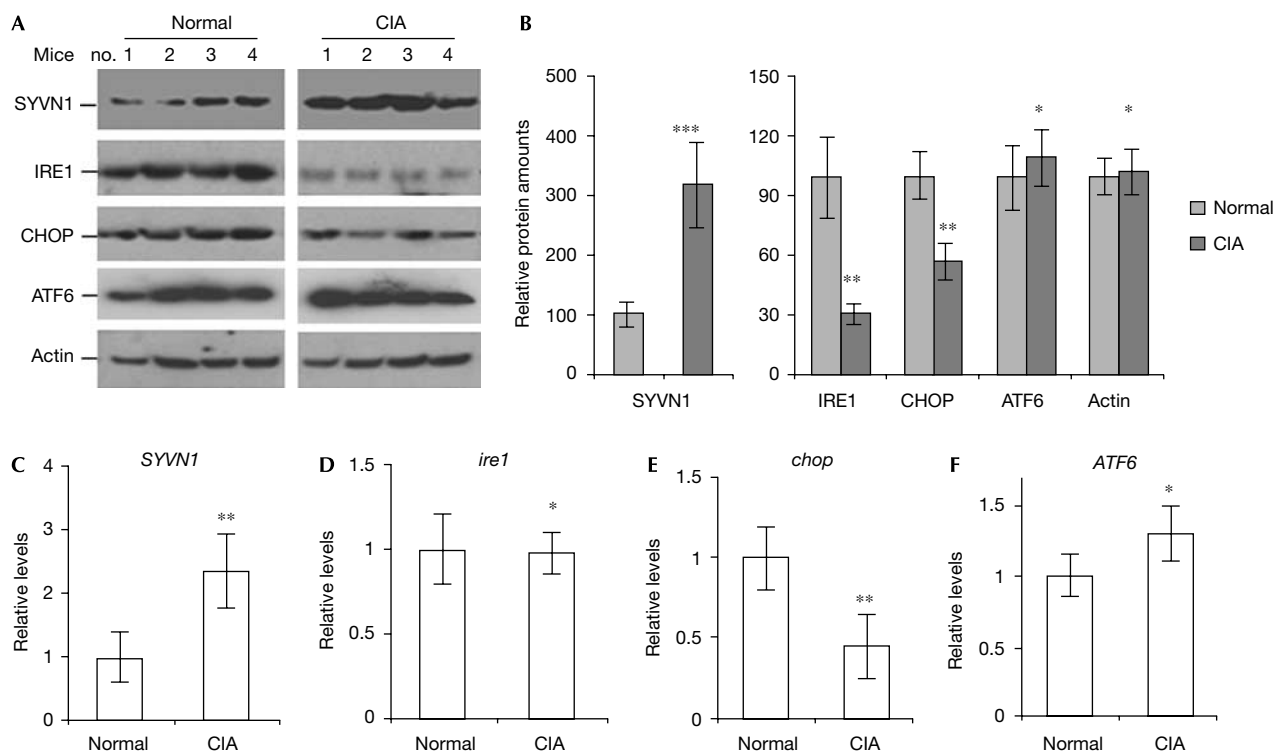 A
Normal CIA
Mice no. 1 2 3 4 1 2 3 4
SYVN1
IRE1
CHOP
ATF6
Actin
B
Relative protein amounts
500
400
300
200
100
0
***
SYVN1
150
120
90
60
30
0
**
**
*
*
IRE1 CHOP ATF6 Actin
Normal
CIA
C
SYVN1
Relative levels
4
3
2
1
0
**
Normal CIA
D
ire1
Relative levels
1.5
1
0.5
0
*
Normal CIA
E
chop
Relative levels
1.5
1
0.5
0
**
Normal CIA
F
ATF6
Relative levels
1.5
1
0.5
0
*
Normal CIA